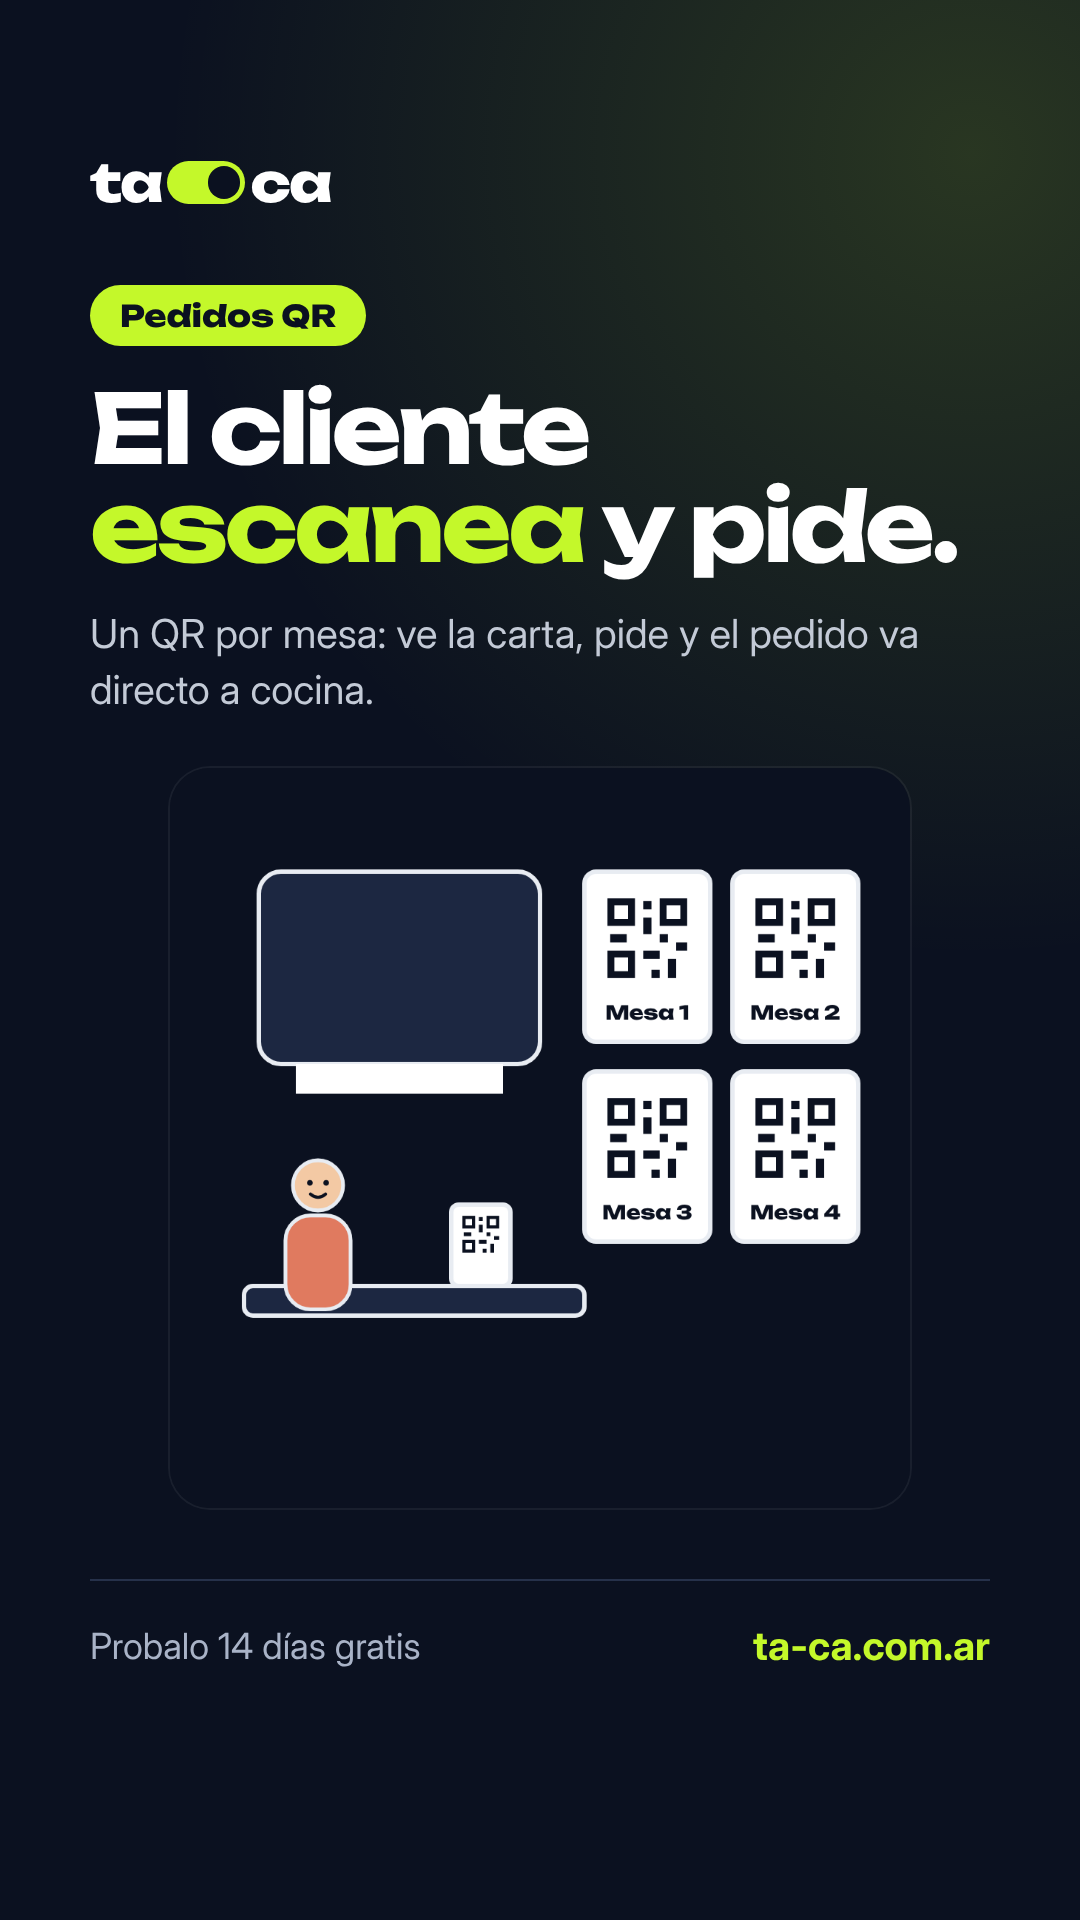 ta ca
Pedidos QR
El cliente
escanea y pide.
Un QR por mesa: ve la carta, pide y el pedido va
directo a cocina.
Mesa 1
Mesa 2
Mesa 3
Mesa 4
Probalo 14 días gratis
ta-ca.com.ar